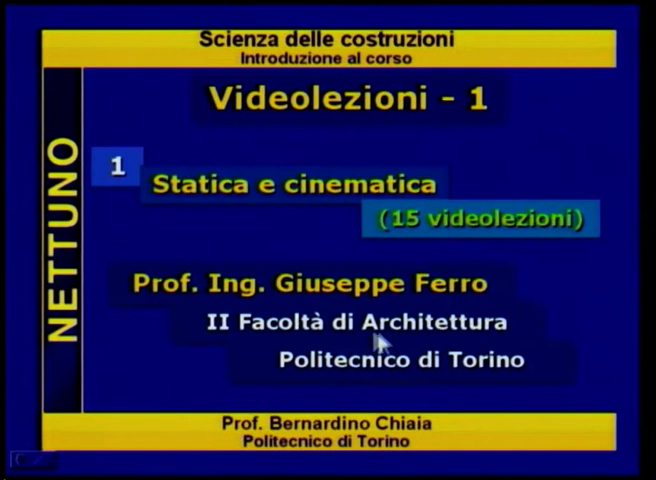 Scienza delle costruzioni
Introduzione al corso
NETTUNO
Videolezioni - 1
1
Statica e cinematica
(15 videolezioni)
Prof. Ing. Giuseppe Ferro
II Facoltà di Architettura
Politecnico di Torino
Prof. Bernardino Chiaia
Politecnico di Torino